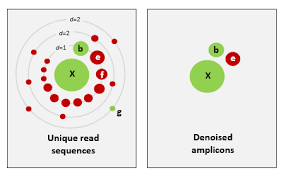 d=2
d=2
d=1
b
e
X
f
g
Unique read
sequences
b
e
X
Denoised
amplicons